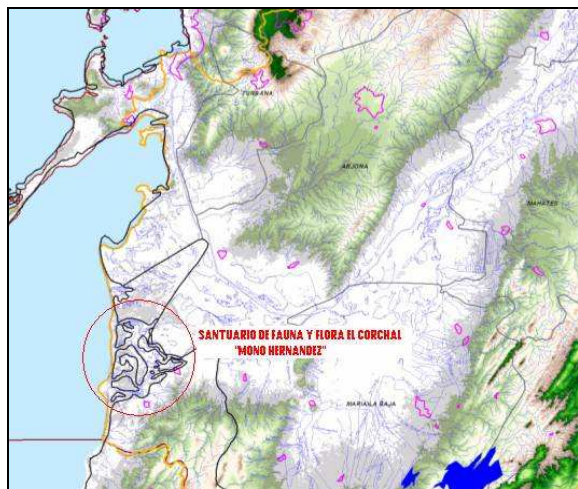 TURBANA
ARJONA
MAHATES
SANTUARIO DE FAUNA Y FLORA EL CORCHAL
"MONO HERNANDEZ"
MARIALA BAJA